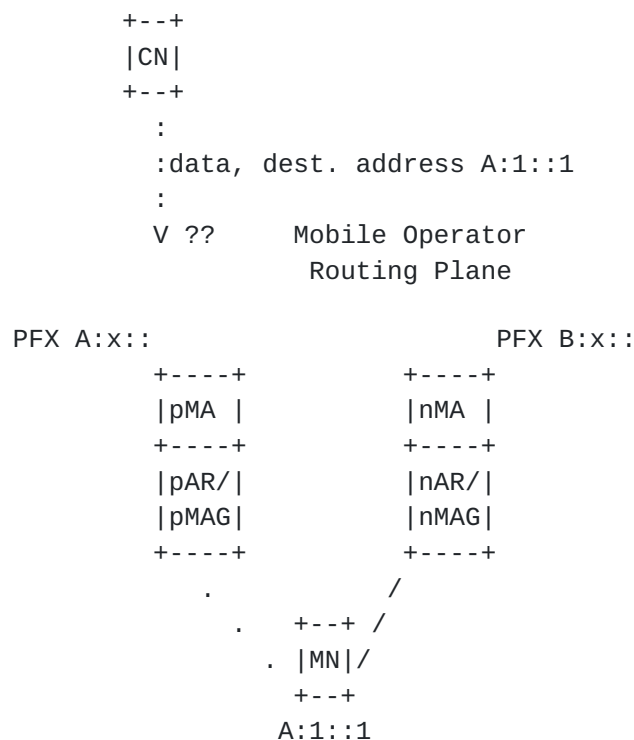 +--+
|CN|
+--+
:
:data, dest. address A:1::1
:
V ?? Mobile Operator
Routing Plane
PFX A:x:: PFX B:x::
+----+ +----+
|pMA | |nMA |
+----+ +----+
|pAR/| |nAR/|
|pMAG| |nMAG|
+----+ +----+
. /
. +--+ /
. |MN|/
+--+
A:1::1